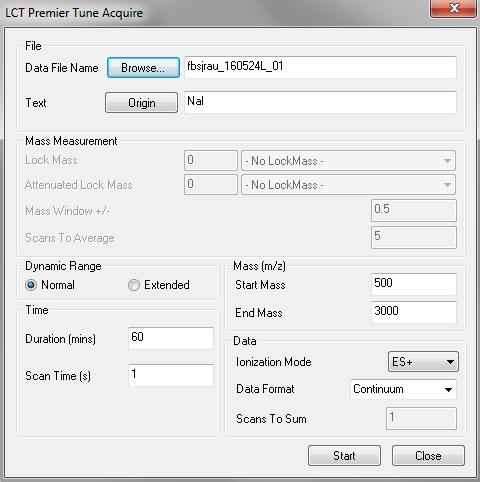 LCT Premier Tune Acquire
File
Data File Name Browse... fbsjrau_160524L_01
Text Origin NaI
Mass Measurement
Lock Mass 0 - No LockMass -
Attenuated Lock Mass 0 - No LockMass -
Mass Window +/- 0.5
Scans To Average 5
Dynamic Range
Normal Extended
Mass (m/z)
Start Mass 500
End Mass 3000
Time
Duration (mins) 60
Scan Time (s) 1
Data
Ionization Mode ES+
Data Format Continuum
Scans To Sum 1
Start Close